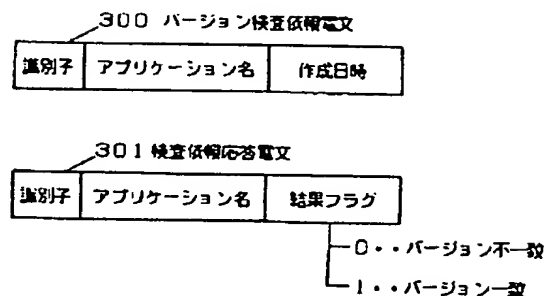 300 バージョン検査依頼電文
識別子 アプリケーション名 作成日時
301 検査依頼応答電文
識別子 アプリケーション名 結果フラグ
0・・バージョン不一致
1・・バージョン一致